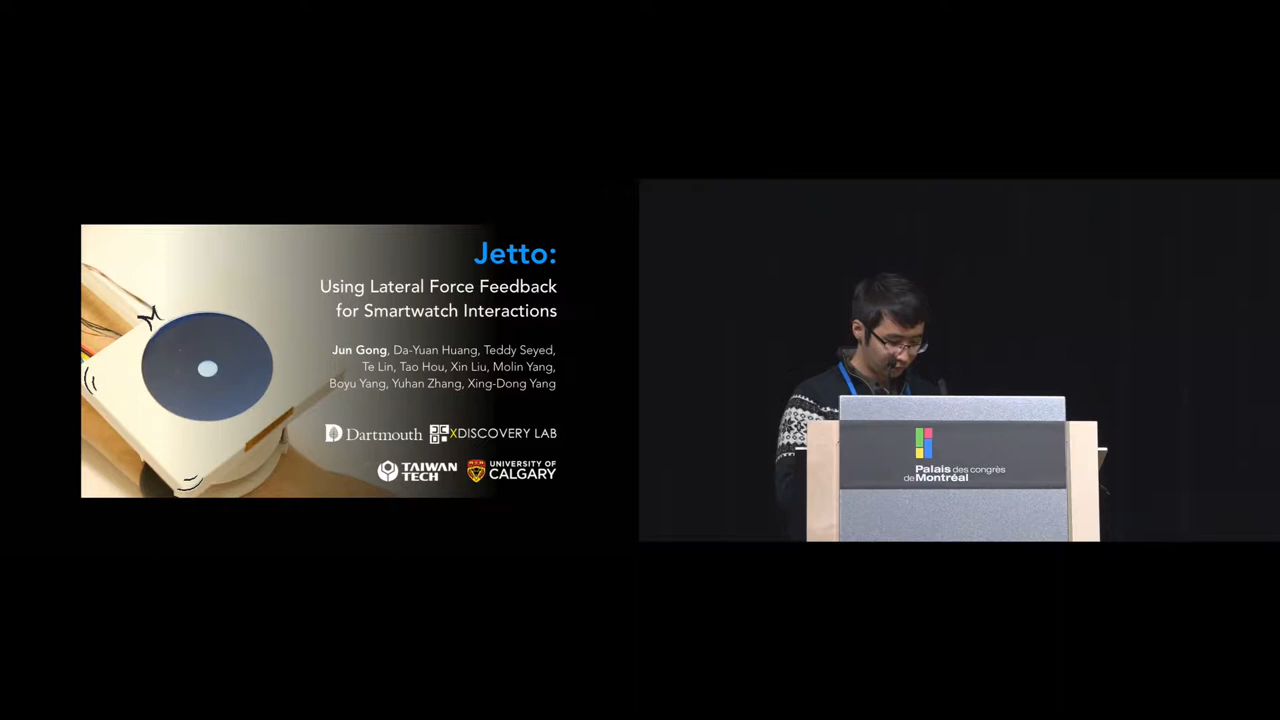 Jetto:
Using Lateral Force Feedback
for Smartwatch Interactions
Jun Gong, Da-Yuan Huang, Teddy Seyed,
Te Lin, Tao Hou, Xin Liu, Molin Yang,
Boyu Yang, Yuhan Zhang, Xing-Dong Yang
Dartmouth XDISCOVERY LAB
TAIWAN TECH
UNIVERSITY OF CALGARY
Palais des congrès
de Montréal